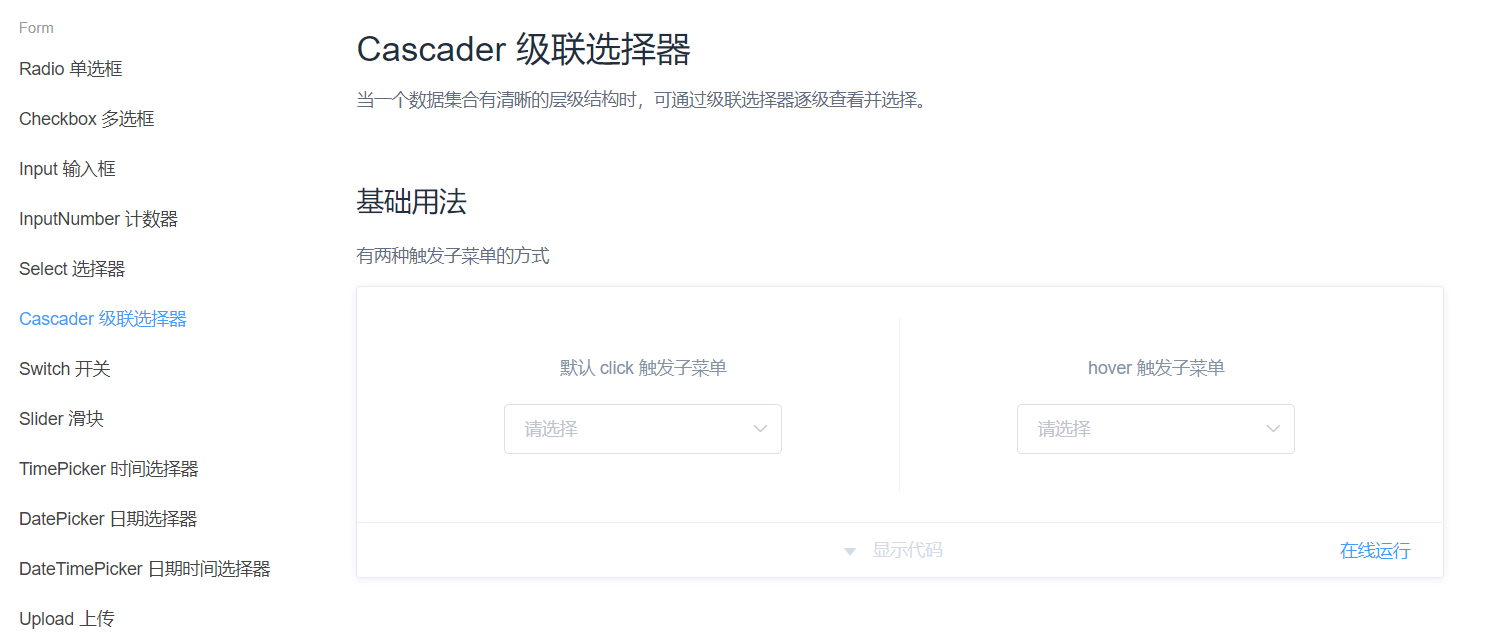 Form
Radio 单选框
Checkbox 多选框
Input 输入框
InputNumber 计数器
Select 选择器
Cascader 级联选择器
Switch 开关
Slider 滑块
TimePicker 时间选择器
DatePicker 日期选择器
DateTimePicker 日期时间选择器
Upload 上传
Cascader 级联选择器
当一个数据集合有清晰的层级结构时，可通过级联选择器逐级查看并选择。
基础用法
有两种触发子菜单的方式
默认 click 触发子菜单
请选择
hover 触发子菜单
请选择
显示代码
在线运行